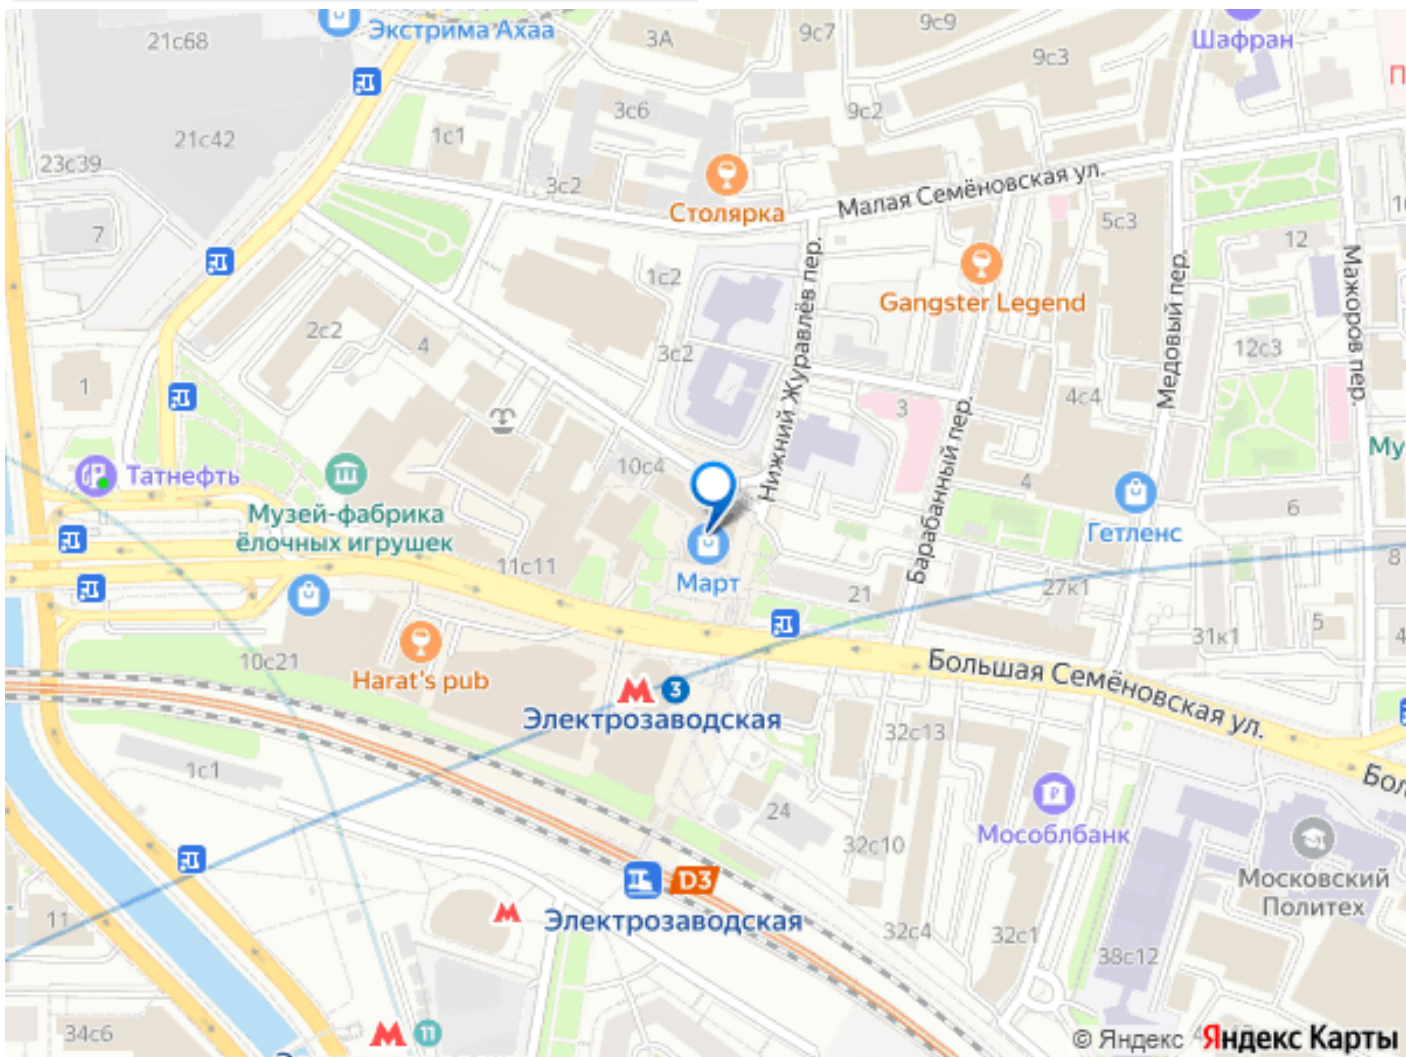 21с68
Экстрима Ахаа
3А
9с7
9с9
Шафран
9с3
П
3с6
9с2
1с1
21с42
23с39
3с2
Столярка
Малая Семёновская ул.
5с3
7
12
1с2
Нижний Журавлёв пер.
Gangster Legend
Медовый пер.
Мажоров пер.
2с2
4
3с2
12с3
1
3
4с4
Барабанный пер.
Му
10с4
4
Татнефть
Музей-фабрика
ёлочных игрушек
Гетленс
6
11с11
Март
21
27к1
8
31к1
5
4
10с21
Harat's pub
Большая Семёновская ул.
М 3
Электрозаводская
32с13
1с1
Бол
24
Мособлбанк
32с10
D3
Московский
Политех
М
Электрозаводская
11
32с4
32с1
38с12
34с6
М 11
© Яндекс Яндекс Карты